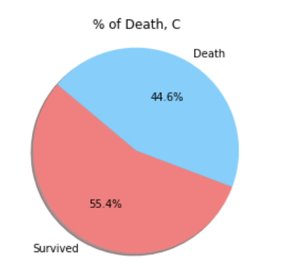 % of Death, C
Death
44.6%
55.4%
Survived